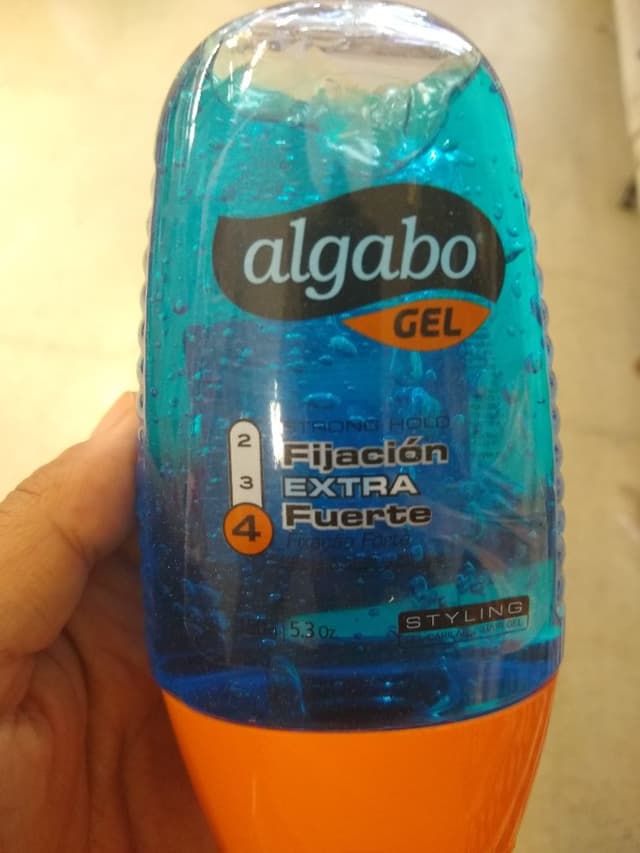 algabo
GEL
STRONG HOLD
2
Fijación
3
EXTRA
4
Fuerte
5.3 Oz
STYLING